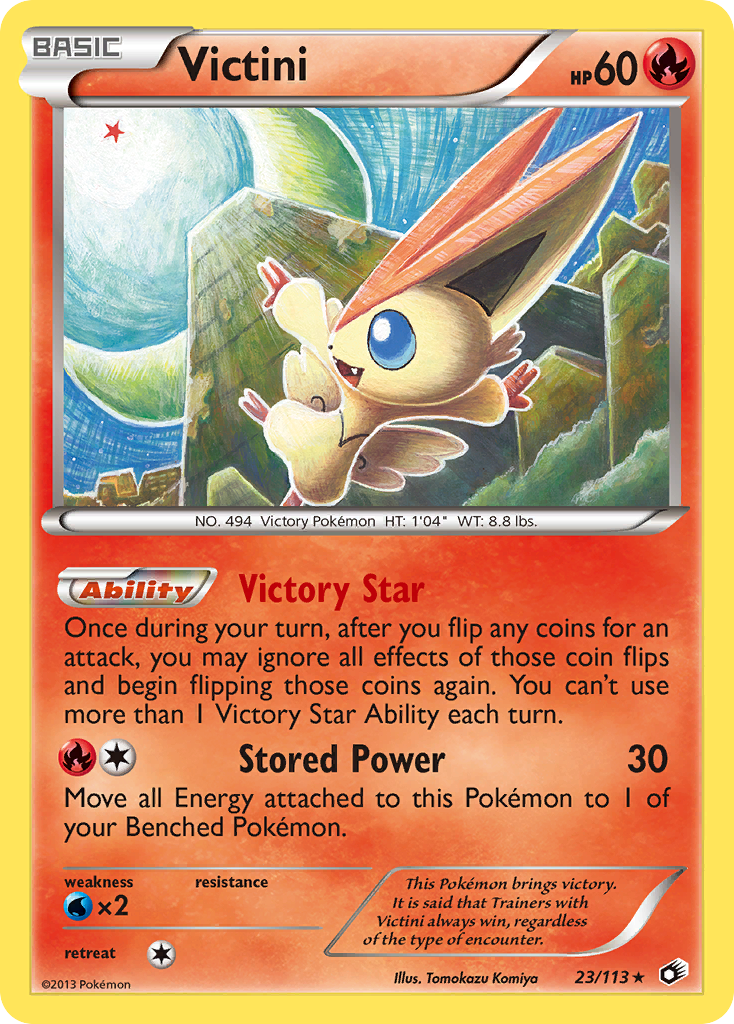 BASIC
Victini
HP60
NO. 494 Victory Pokémon HT: 1'04" WT: 8.8 lbs.
Ability Victory Star
Once during your turn, after you flip any coins for an
attack, you may ignore all effects of those coin flips
and begin flipping those coins again. You can't use
more than 1 Victory Star Ability each turn.
Stored Power 30
Move all Energy attached to this Pokémon to 1 of
your Benched Pokémon.
weakness resistance
×2
retreat
This Pokémon brings victory.
It is said that Trainers with
Victini always win, regardless
of the type of encounter.
©2013 Pokémon Illus. Tomokazu Komiya 23/113 ★